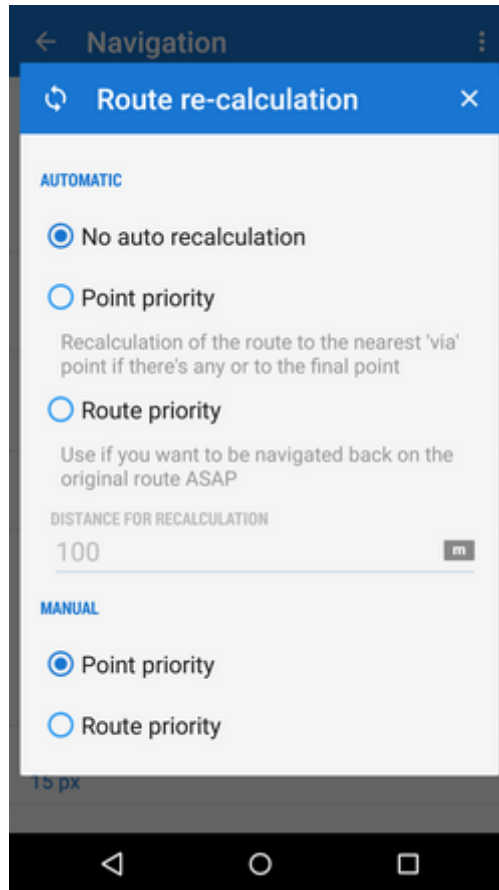 Navigation
Route re-calculation
AUTOMATIC
No auto recalculation
Point priority
Recalculation of the route to the nearest 'via'
point if there's any or to the final point
Route priority
Use if you want to be navigated back on the
original route ASAP
DISTANCE FOR RECALCULATION
100 m
MANUAL
Point priority
Route priority
15 px